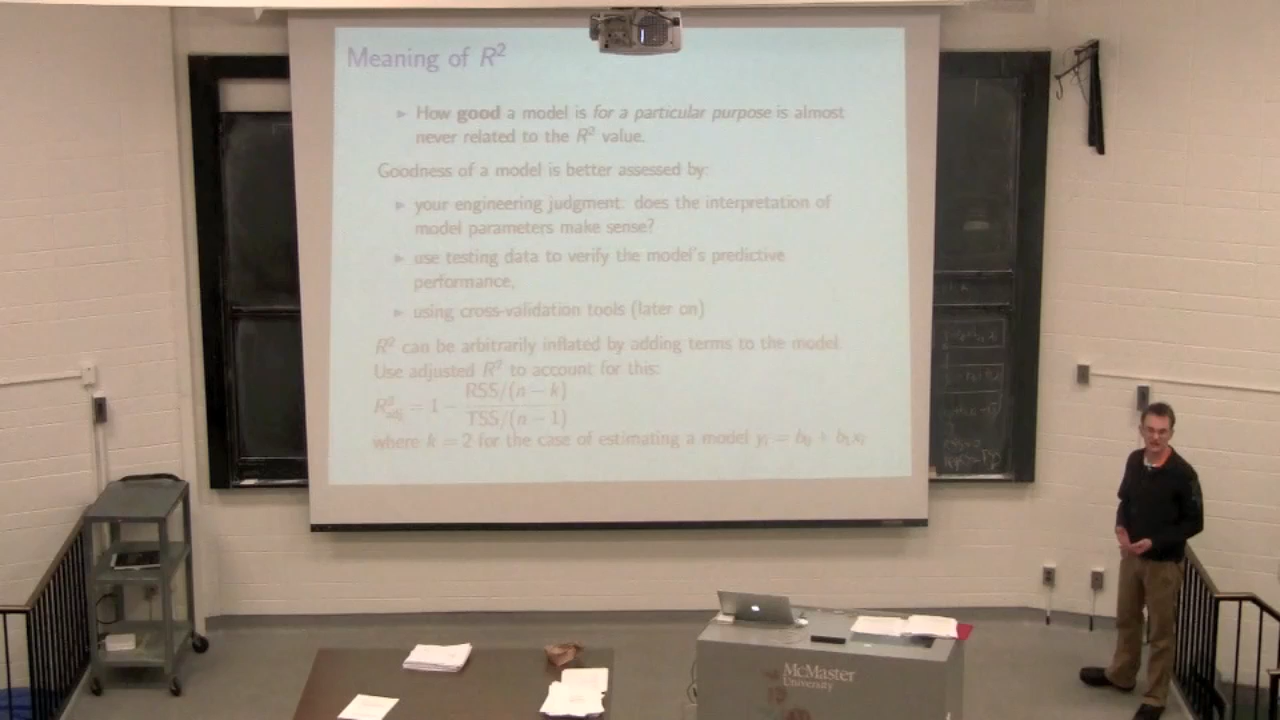 Meaning of R²
▸ How good a model is for a particular purpose is almost
never related to the R² value.
Goodness of a model is better assessed by:
▸ your engineering judgment: does the interpretation of
model parameters make sense?
▸ use testing data to verify the model's predictive
performance,
▸ using cross-validation tools (later on)
R² can be arbitrarily inflated by adding terms to the model.
Use adjusted R² to account for this:
R²adj = 1 − RSS/(n − k) / TSS/(n − 1)
where k = 2 for the case of estimating a model yᵢ = b₀ + b₁xᵢ
McMaster
University